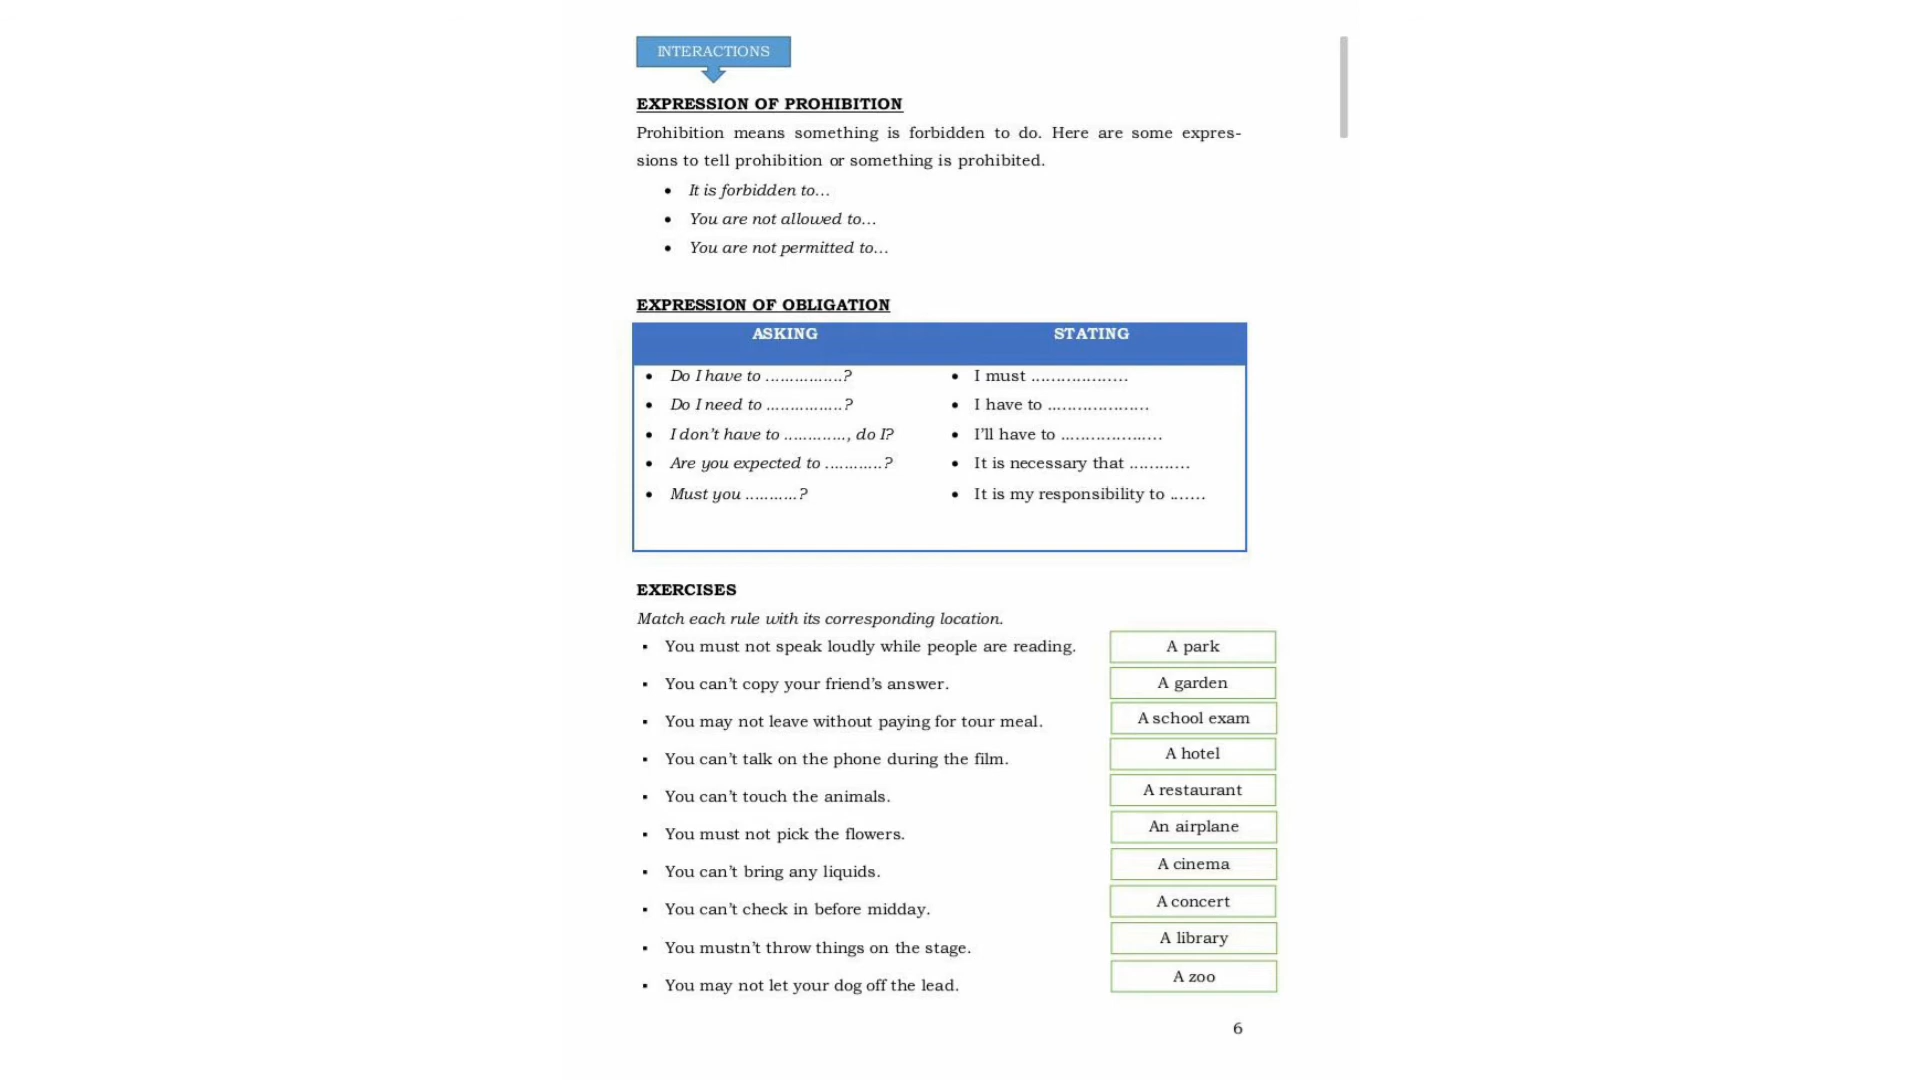 INTERACTIONS
EXPRESSION OF PROHIBITION
Prohibition means something is forbidden to do. Here are some expres-
sions to tell prohibition or something is prohibited.
• It is forbidden to…
• You are not allowed to…
• You are not permitted to…
EXPRESSION OF OBLIGATION
ASKING STATING
• Do I have to ................? • I must ...................
• Do I need to ................? • I have to ....................
• I don’t have to ............., do I? • I’ll have to ....................
• Are you expected to ............? • It is necessary that ............
• Must you ...........? • It is my responsibility to .......
EXERCISES
Match each rule with its corresponding location.
▪ You must not speak loudly while people are reading. A park
▪ You can’t copy your friend’s answer. A garden
▪ You may not leave without paying for tour meal. A school exam
▪ You can’t talk on the phone during the film. A hotel
▪ You can’t touch the animals. A restaurant
▪ You must not pick the flowers. An airplane
▪ You can’t bring any liquids. A cinema
▪ You can’t check in before midday. A concert
▪ You mustn’t throw things on the stage. A library
▪ You may not let your dog off the lead. A zoo
6